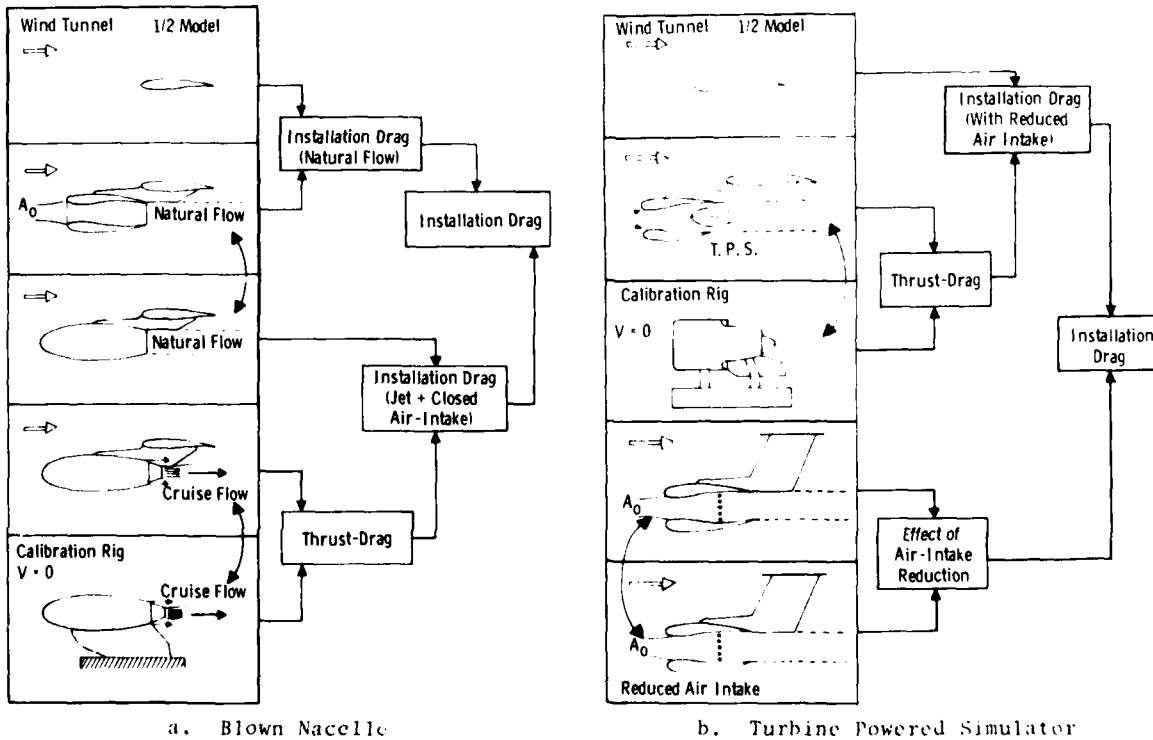 Wind Tunnel 1/2 Model
Installation Drag
(Natural Flow)
A0
Natural Flow
Installation Drag
Natural Flow
Installation Drag
(Jet + Closed
Air-Intake)
Cruise Flow
Thrust-Drag
Calibration Rig
V = 0
Cruise Flow
a. Blown Nacelle
Wind Tunnel 1/2 Model
Installation Drag
(With Reduced
Air Intake)
T. P. S.
Thrust-Drag
Calibration Rig
V = 0
Installation
Drag
A0
Effect of
Air-Intake
Reduction
A0
Reduced Air Intake
b. Turbine Powered Simulator